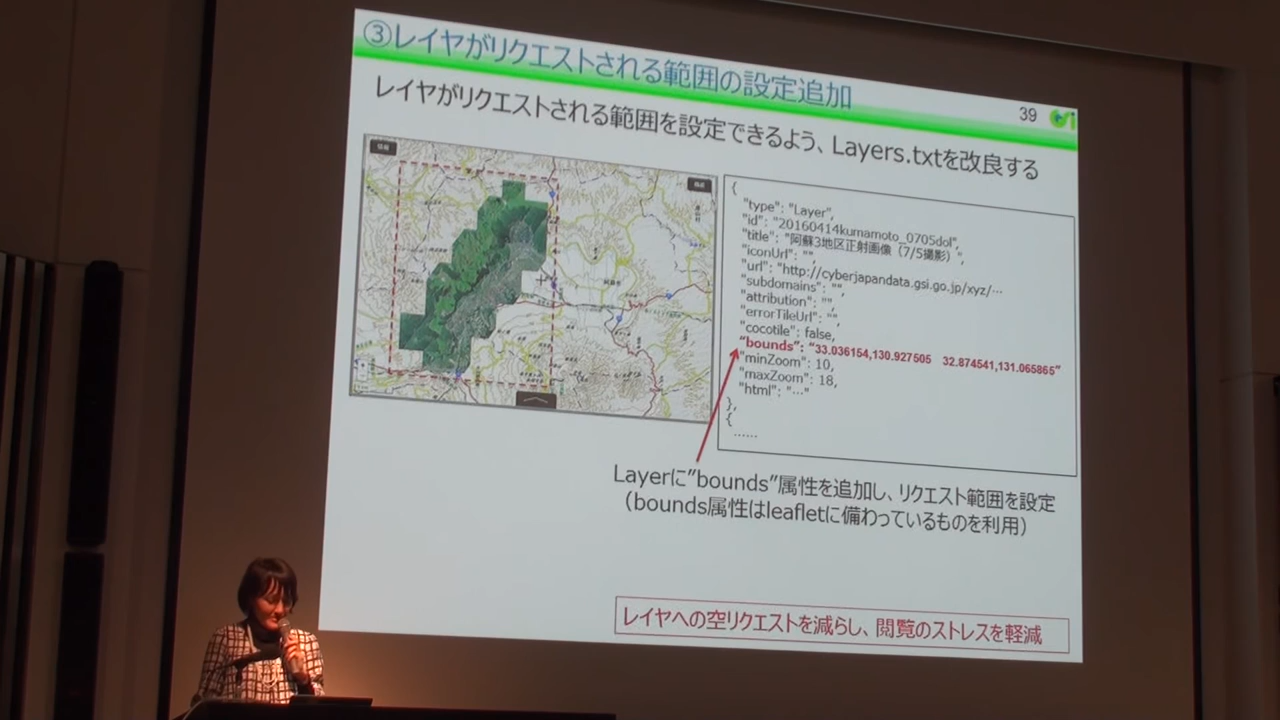 ③レイヤがリクエストされる範囲の設定追加
39
レイヤがリクエストされる範囲を設定できるよう、Layers.txtを改良する
{
"type": "Layer",
"id": "20160414kumamoto_0705dol",
"title": "阿蘇3地区正射画像（7/5撮影）",
"iconUrl": "",
"url": "http://cyberjapandata.gsi.go.jp/xyz/…
"subdomains": "",
"attribution": "",
"errorTileUrl": "",
"cocotile": false,
"bounds": "33.036154,130.927505 32.874541,131.065865"
"minZoom": 10,
"maxZoom": 18,
"html": "…"
},
{
……
Layerに"bounds"属性を追加し、リクエスト範囲を設定
（bounds属性はleafletに備わっているものを利用）
レイヤへの空リクエストを減らし、閲覧のストレスを軽減